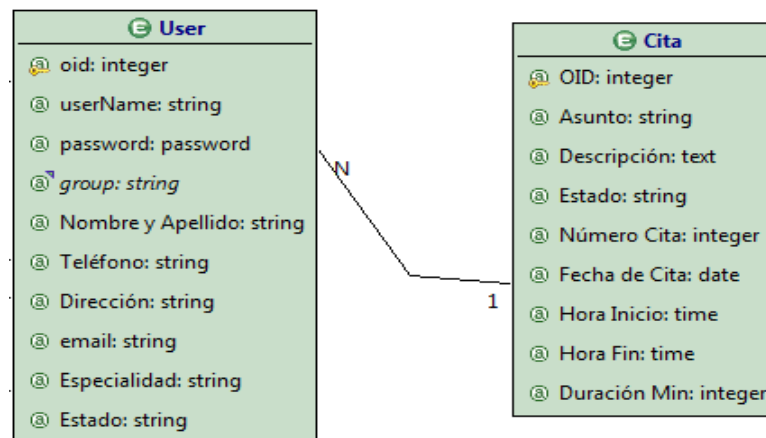 User
oid: integer
userName: string
password: password
group: string
Nombre y Apellido: string
Teléfono: string
Dirección: string
email: string
Especialidad: string
Estado: string
N
1
Cita
OID: integer
Asunto: string
Descripción: text
Estado: string
Número Cita: integer
Fecha de Cita: date
Hora Inicio: time
Hora Fin: time
Duración Min: integer